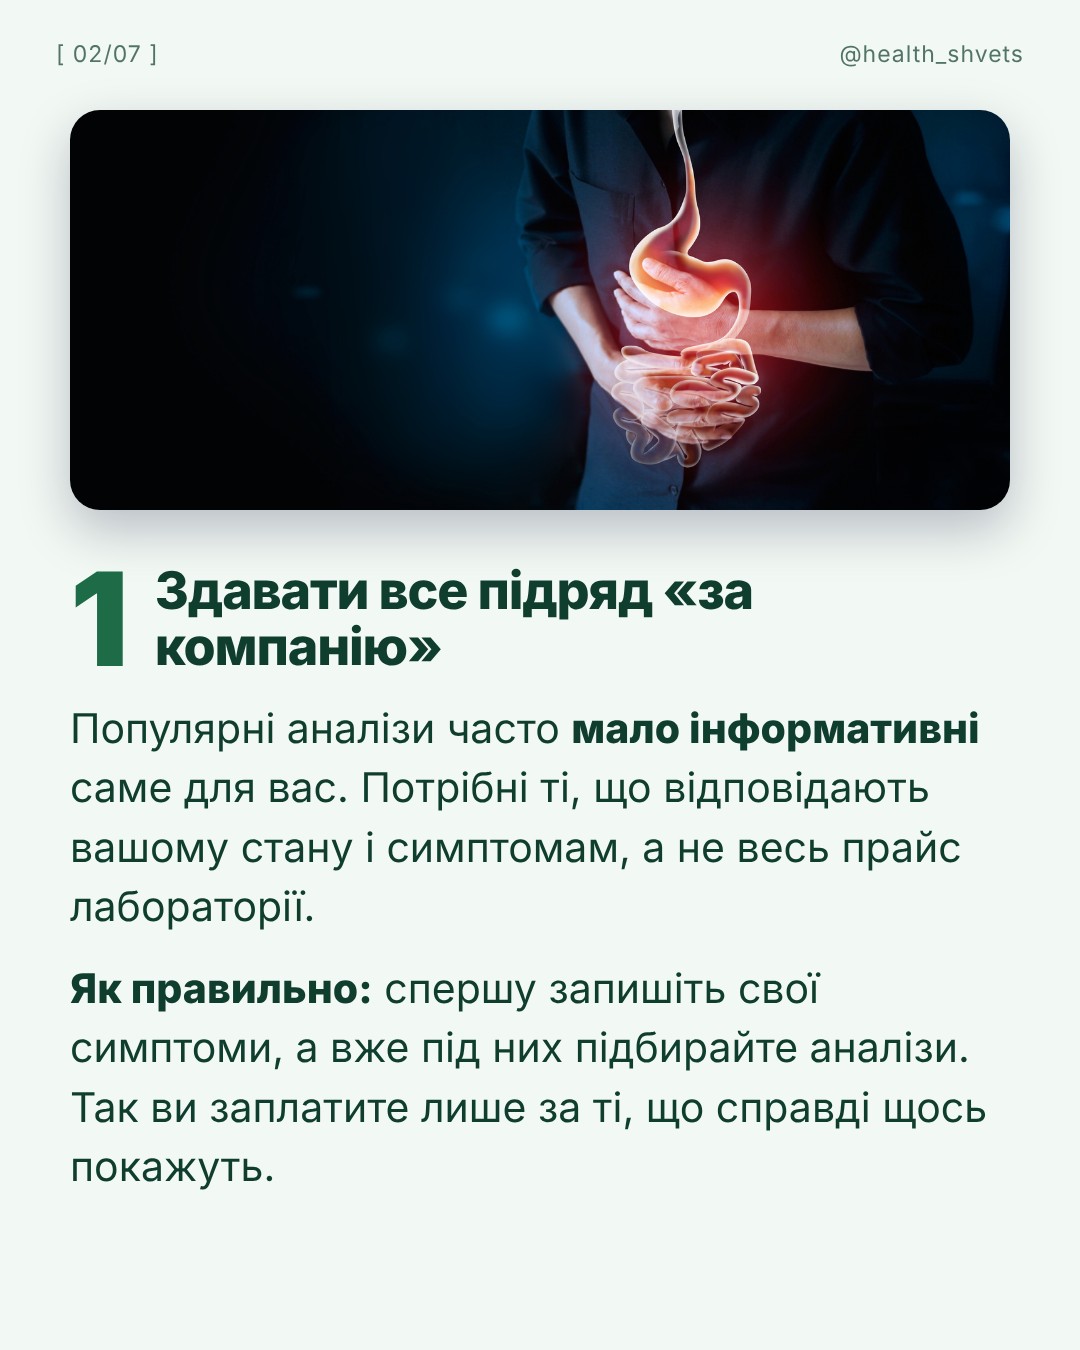 [ 02/07 ]
@health_shvets
1
Здавати все підряд «за
компанію»
Популярні аналізи часто мало інформативні
саме для вас. Потрібні ті, що відповідають
вашому стану і симптомам, а не весь прайс
лабораторії.
Як правильно: спершу запишіть свої
симптоми, а вже під них підбирайте аналізи.
Так ви заплатите лише за ті, що справді щось
покажуть.